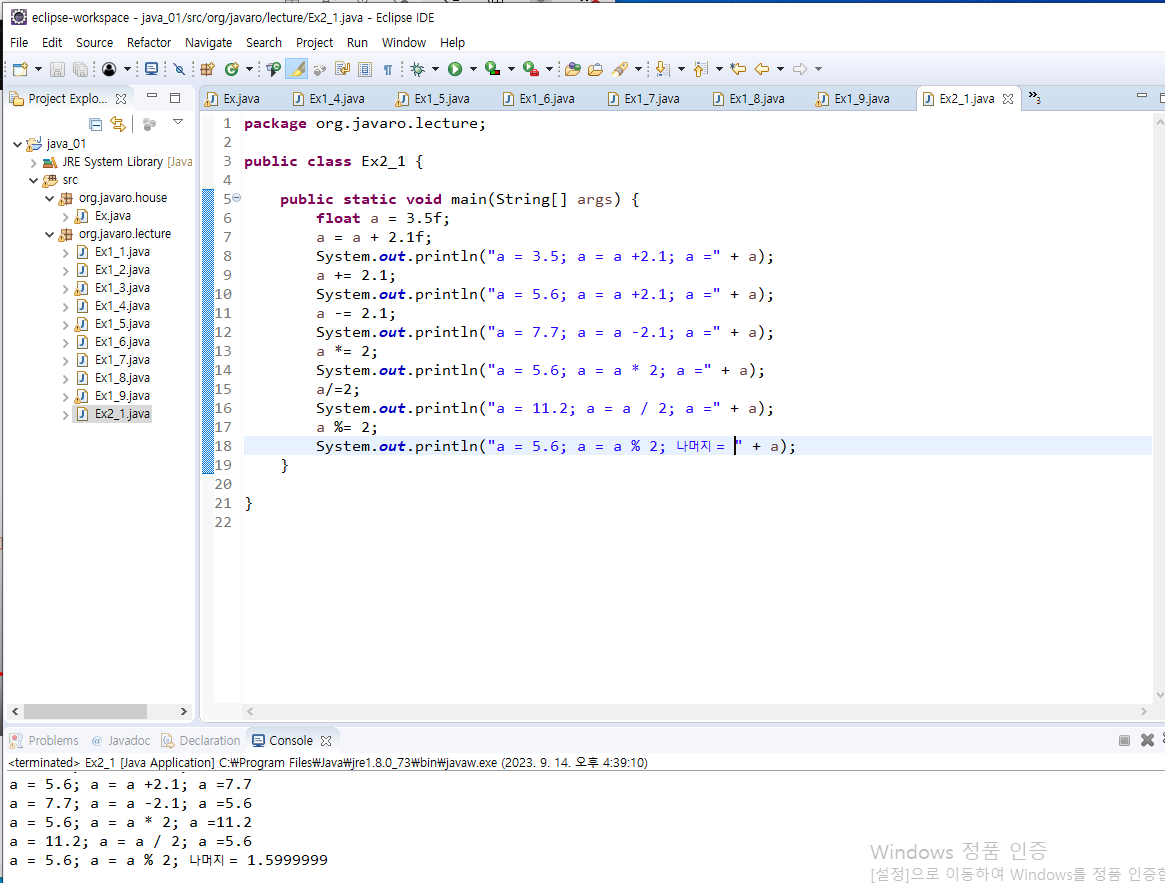 eclipse-workspace - java_01/src/org/javaro/lecture/Ex2_1.java - Eclipse IDE
File Edit Source Refactor Navigate Search Project Run Window Help
Project Explo...
Ex.java Ex1_4.java Ex1_5.java Ex1_6.java Ex1_7.java Ex1_8.java Ex1_9.java Ex2_1.java »3
java_01
JRE System Library [Java
src
org.javaro.house
Ex.java
org.javaro.lecture
Ex1_1.java
Ex1_2.java
Ex1_3.java
Ex1_4.java
Ex1_5.java
Ex1_6.java
Ex1_7.java
Ex1_8.java
Ex1_9.java
Ex2_1.java
1 package org.javaro.lecture;
2
3 public class Ex2_1 {
4
5 public static void main(String[] args) {
6 float a = 3.5f;
7 a = a + 2.1f;
8 System.out.println("a = 3.5; a = a +2.1; a =" + a);
9 a += 2.1;
10 System.out.println("a = 5.6; a = a +2.1; a =" + a);
11 a -= 2.1;
12 System.out.println("a = 7.7; a = a -2.1; a =" + a);
13 a *= 2;
14 System.out.println("a = 5.6; a = a * 2; a =" + a);
15 a/=2;
16 System.out.println("a = 11.2; a = a / 2; a =" + a);
17 a %= 2;
18 System.out.println("a = 5.6; a = a % 2; 나머지 = " + a);
19 }
20
21 }
22
Problems @ Javadoc Declaration Console
<terminated> Ex2_1 [Java Application] C:₩Program Files₩Java₩jre1.8.0_73₩bin₩javaw.exe (2023. 9. 14. 오후 4:39:10)
a = 5.6; a = a +2.1; a =7.7
a = 7.7; a = a -2.1; a =5.6
a = 5.6; a = a * 2; a =11.2
a = 11.2; a = a / 2; a =5.6
a = 5.6; a = a % 2; 나머지 = 1.5999999
Windows 정품 인증
[설정]으로 이동하여 Windows를 정품 인증합